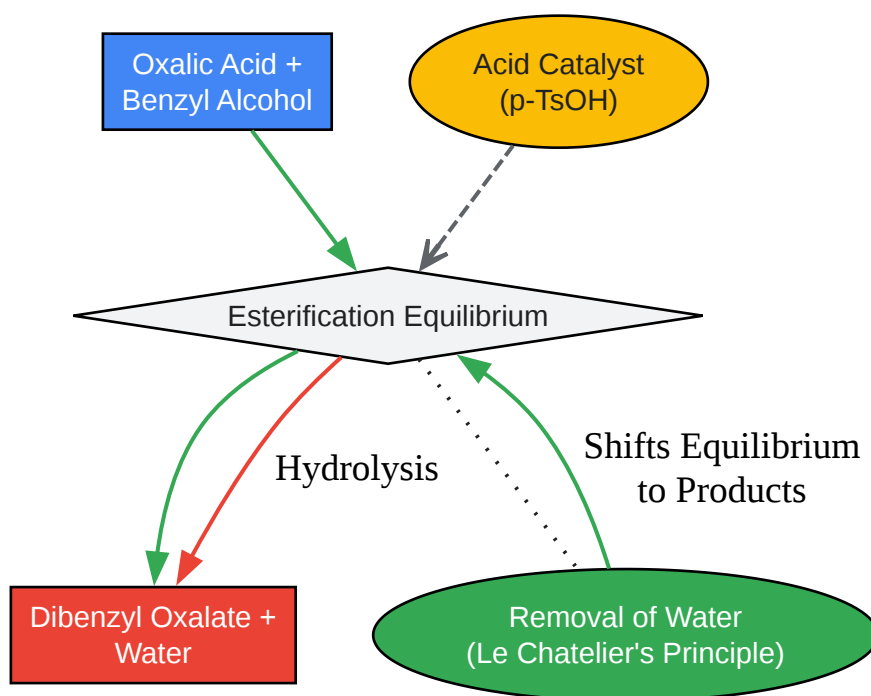 Oxalic Acid +
Benzyl Alcohol
Acid Catalyst
(p-TsOH)
Esterification Equilibrium
Hydrolysis
Shifts Equilibrium
to Products
Dibenzyl Oxalate +
Water
Removal of Water
(Le Chatelier's Principle)